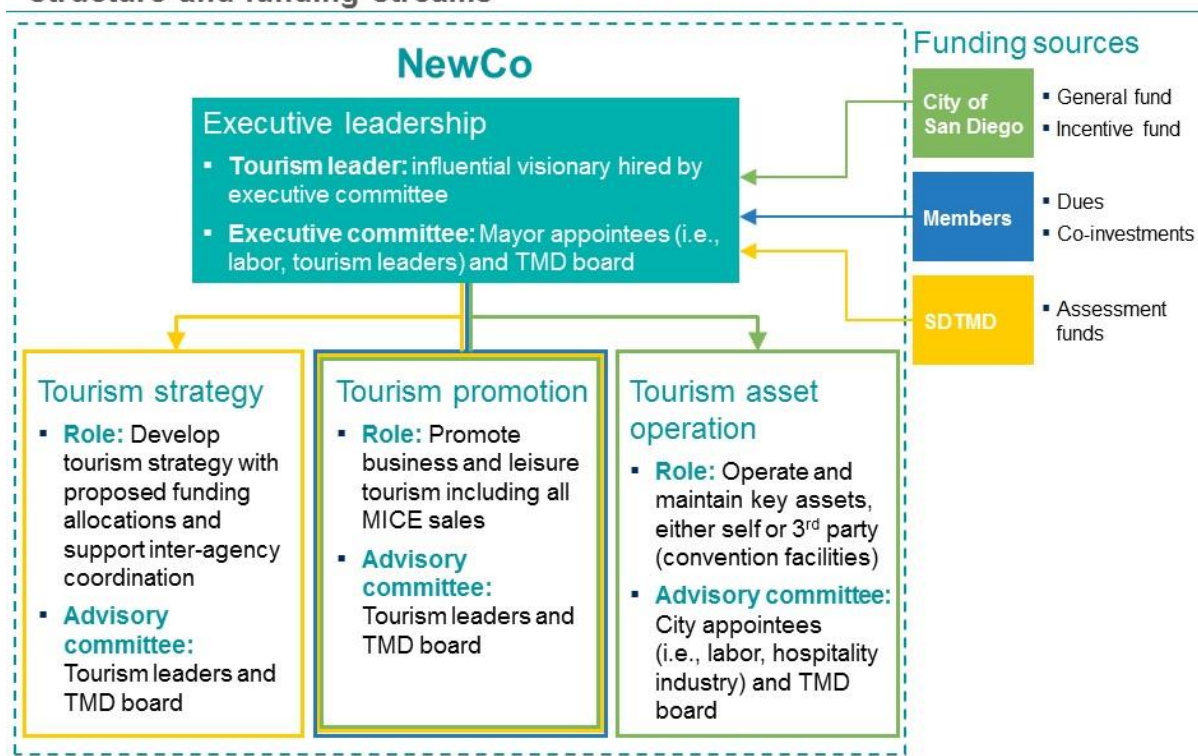 structure and funding streams
NewCo
Executive leadership
▪ Tourism leader: influential visionary hired by
executive committee
▪ Executive committee: Mayor appointees (i.e.,
labor, tourism leaders) and TMD board
Funding sources
City of
San Diego
▪ General fund
▪ Incentive fund
Members
▪ Dues
▪ Co-investments
SDTMD
▪ Assessment
funds
Tourism strategy
▪ Role: Develop
tourism strategy with
proposed funding
allocations and
support inter-agency
coordination
▪ Advisory
committee:
Tourism leaders and
TMD board
Tourism promotion
▪ Role: Promote
business and leisure
tourism including all
MICE sales
▪ Advisory
committee:
Tourism leaders and
TMD board
Tourism asset
operation
▪ Role: Operate and
maintain key assets,
either self or 3rd party
(convention facilities)
▪ Advisory committee:
City appointees
(i.e., labor, hospitality
industry) and TMD
board